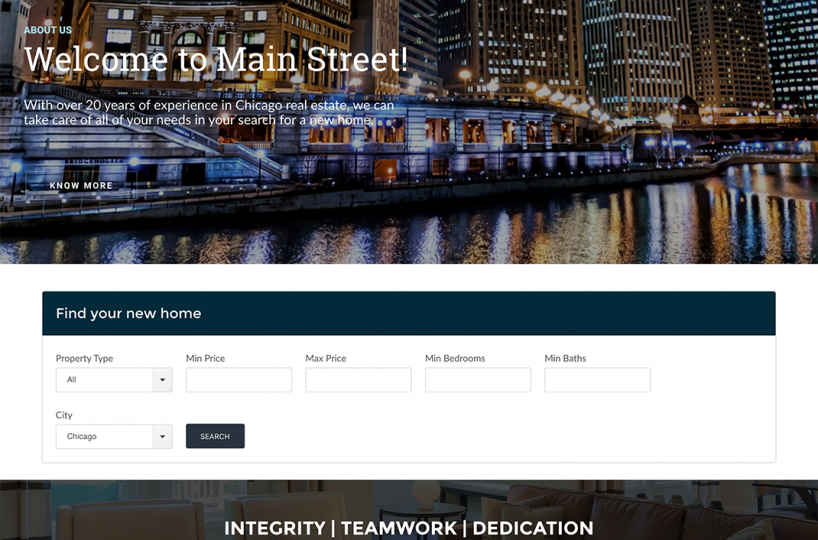 ABOUT US
Welcome to Main Street!
With over 20 years of experience in Chicago real estate, we can
take care of all of your needs in your search for a new home.
KNOW MORE
Find your new home
Property Type
Min Price
Max Price
Min Bedrooms
Min Baths
All
City
Chicago
SEARCH
INTEGRITY | TEAMWORK | DEDICATION